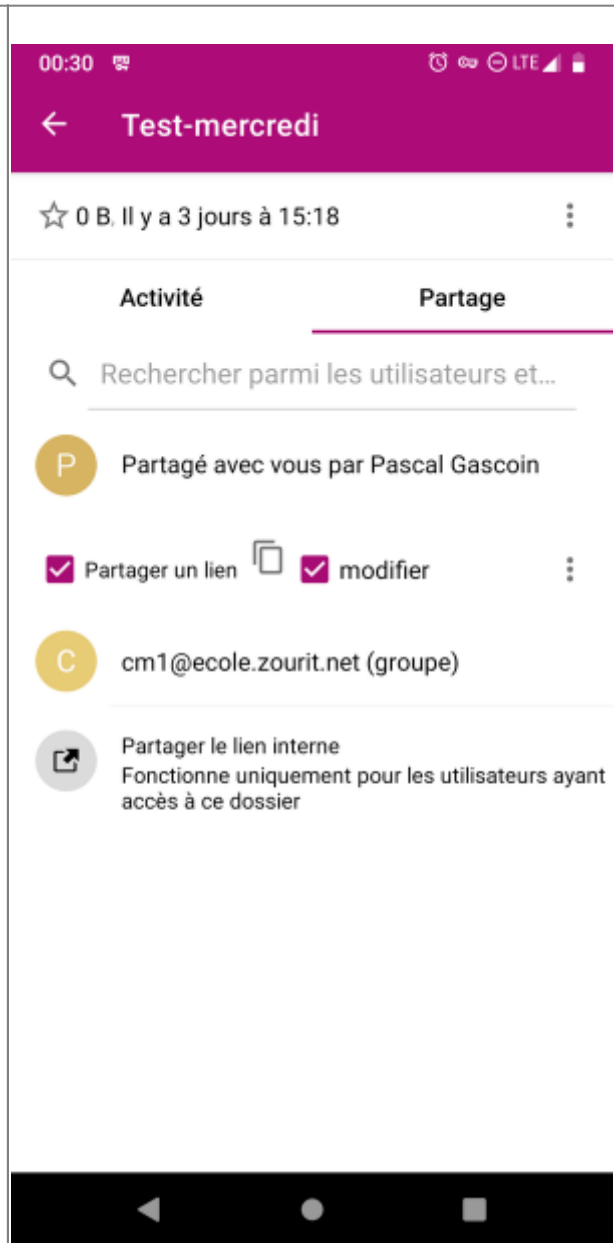 00:30 LTE
Test-mercredi
0 B, Il y a 3 jours à 15:18
Activité Partage
Rechercher parmi les utilisateurs et…
P Partagé avec vous par Pascal Gascoin
Partager un lien modifier
C cm1@ecole.zourit.net (groupe)
Partager le lien interne
Fonctionne uniquement pour les utilisateurs ayant
accès à ce dossier